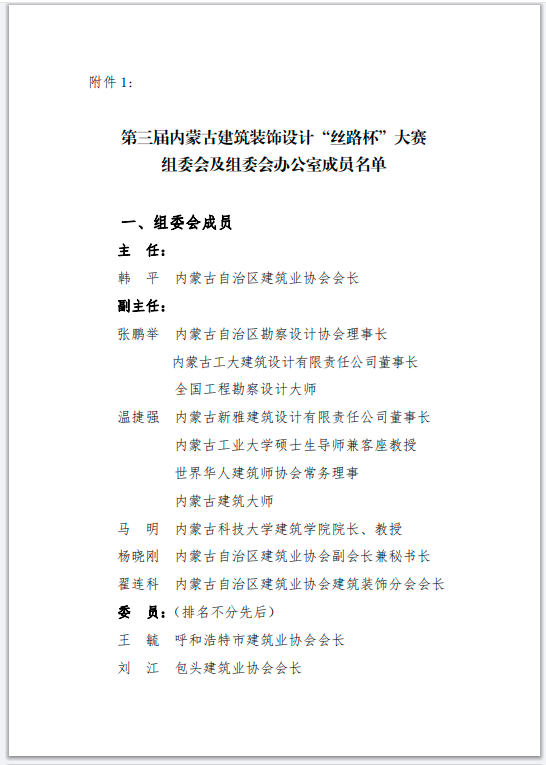 附件 1：
第三届内蒙古建筑装饰设计“丝路杯”大赛
组委会及组委会办公室成员名单
一、组委会成员
主　任：
韩　平　内蒙古自治区建筑业协会会长
副主任：
张鹏举　内蒙古自治区勘察设计协会理事长
内蒙古工大建筑设计有限责任公司董事长
全国工程勘察设计大师
温捷强　内蒙古新雅建筑设计有限责任公司董事长
内蒙古工业大学硕士生导师兼客座教授
世界华人建筑师协会常务理事
内蒙古建筑大师
马　明　内蒙古科技大学建筑学院院长、教授
杨晓刚　内蒙古自治区建筑业协会副会长兼秘书长
翟连科　内蒙古自治区建筑业协会建筑装饰分会会长
委　员：（排名不分先后）
王　毓　呼和浩特市建筑业协会会长
刘　江　包头建筑业协会会长